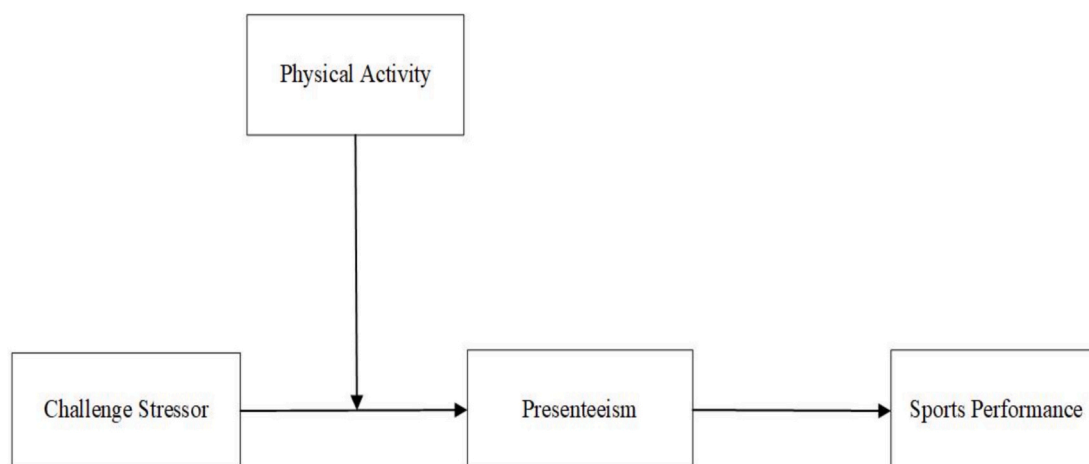 Physical Activity
Challenge Stressor
Presenteeism
Sports Performance